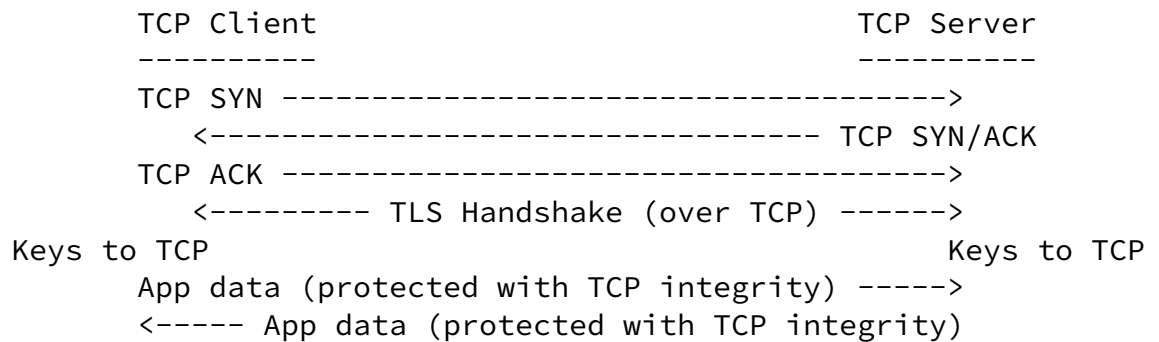 TCP Client                              TCP Server
----------                              ----------
TCP SYN ------------------------------------->
<---------------------------------- TCP SYN/ACK
TCP ACK ------------------------------------->
<--------- TLS Handshake (over TCP) ------>
Keys to TCP                                         Keys to TCP
App data (protected with TCP integrity) ----->
<----- App data (protected with TCP integrity)